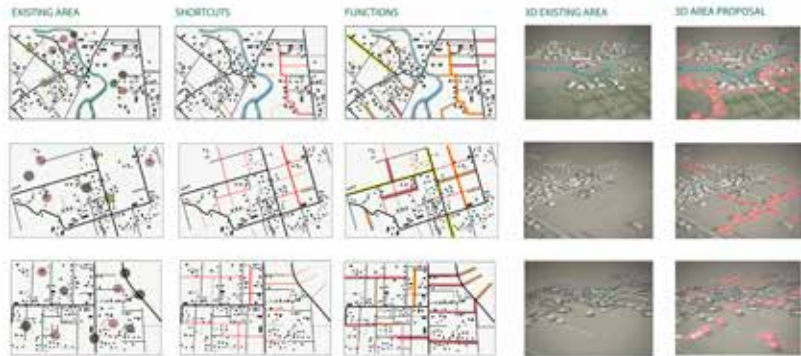 EXISTING AREA
SHORTCUTS
FUNCTIONS
3D EXISTING AREA
3D AREA PROPOSAL